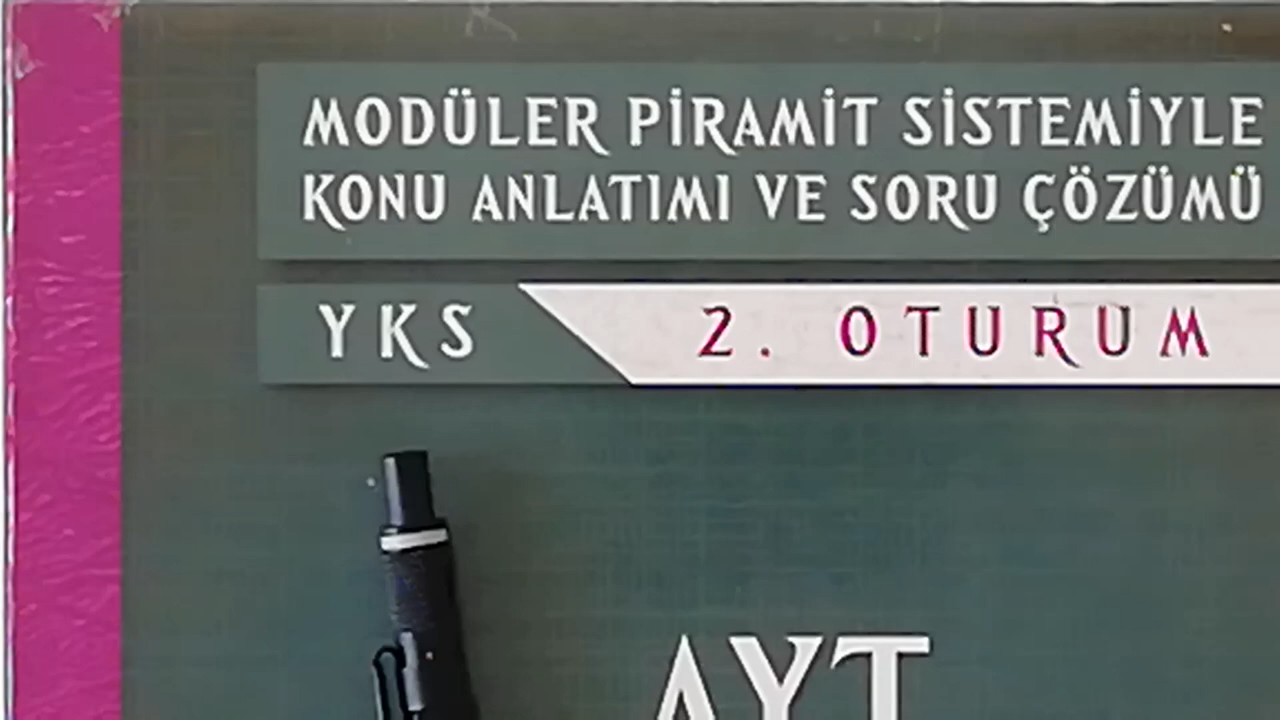 MODÜLER PİRAMİT SİSTEMİYLE
KONU ANLATIMI VE SORU ÇÖZÜMÜ
YKS 2. OTURUM
AYT